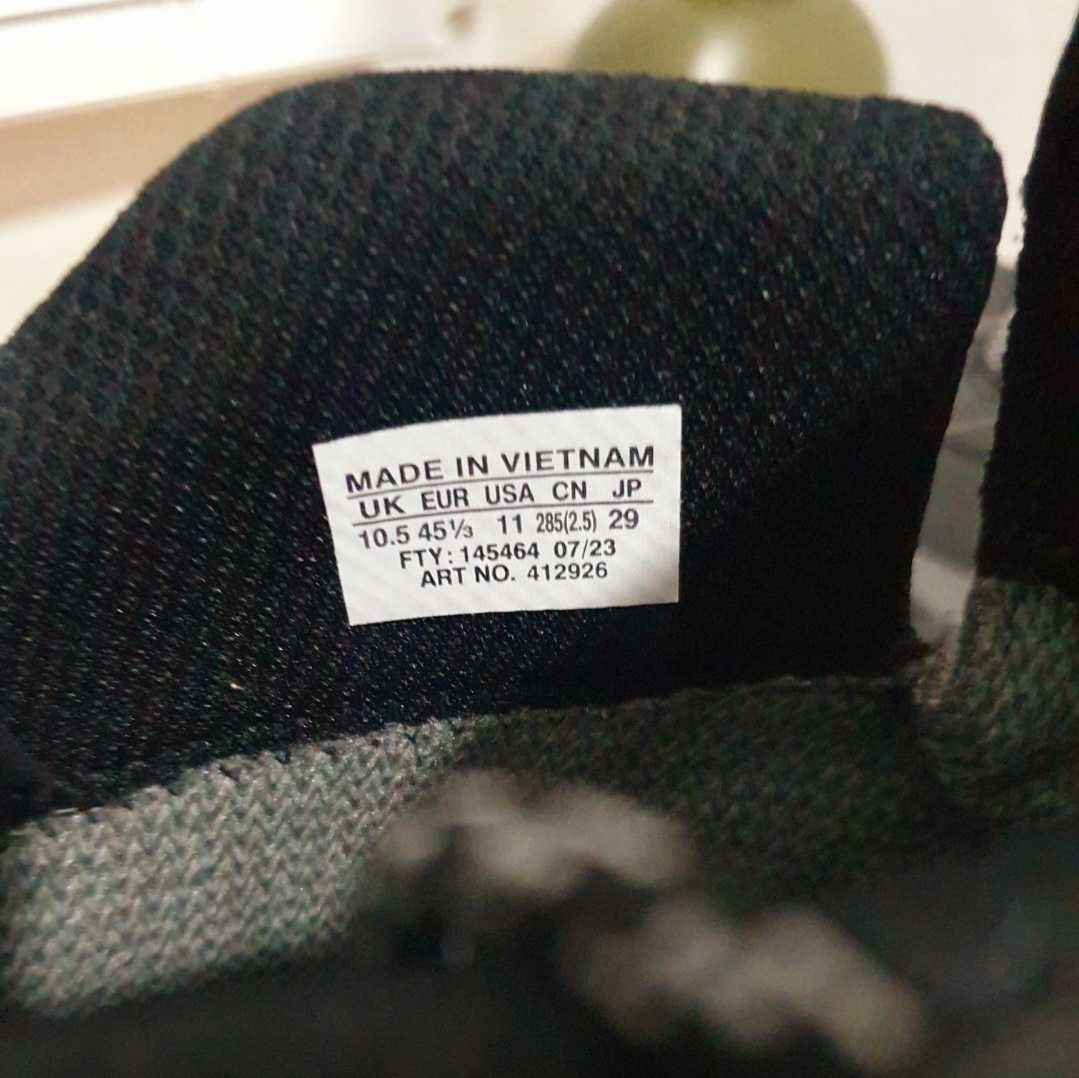 MADE IN VIETNAM
UK EUR USA CN JP
10.5 45⅓ 11 285(2.5) 29
FTY: 145464 07/23
ART NO. 412926